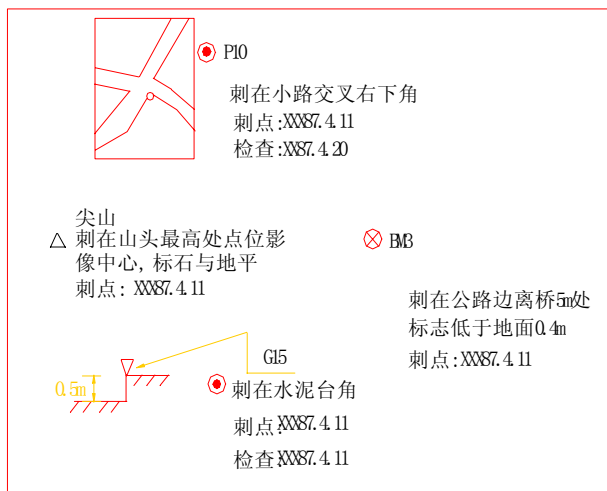 P10
刺在小路交叉右下角
刺点:XX87.4.11
检查:XX87.4.20
尖山
刺在山头最高处点位影
像中心,标石与地平
刺点: XX87.4.11
BM3
刺在公路边离桥5m处
标志低于地面0.4m
刺点:XX87.4.11
0.5m
G15
刺在水泥台角
刺点:XX87.4.11
检查:XX87.4.11